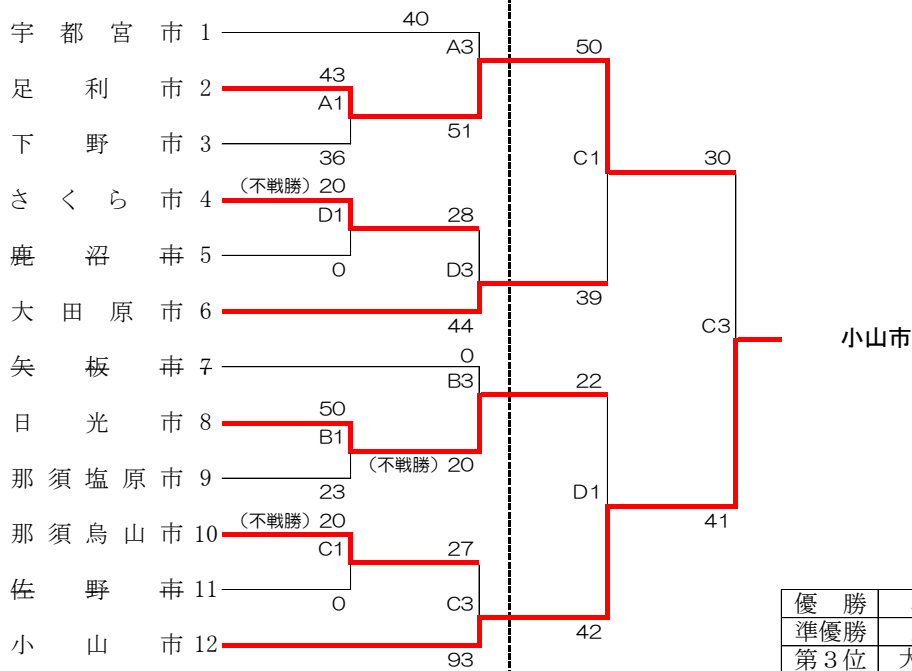 40
宇都宮市 1
A3
50
43
足利市 2
A1
51
下野市 3
36
C1
30
(不戦勝) 20
さくら市 4
D1
28
鹿沼市 5
0
D3
39
大田原市 6
44
C3
小山市
0
矢板市 7
B3
22
50
日光市 8
B1
(不戦勝) 20
那須塩原市 9
23
D1
41
(不戦勝) 20
那須烏山市 10
C1
27
佐野市 11
0
C3
42
小山市 12
93
優勝
準優勝
第3位 大